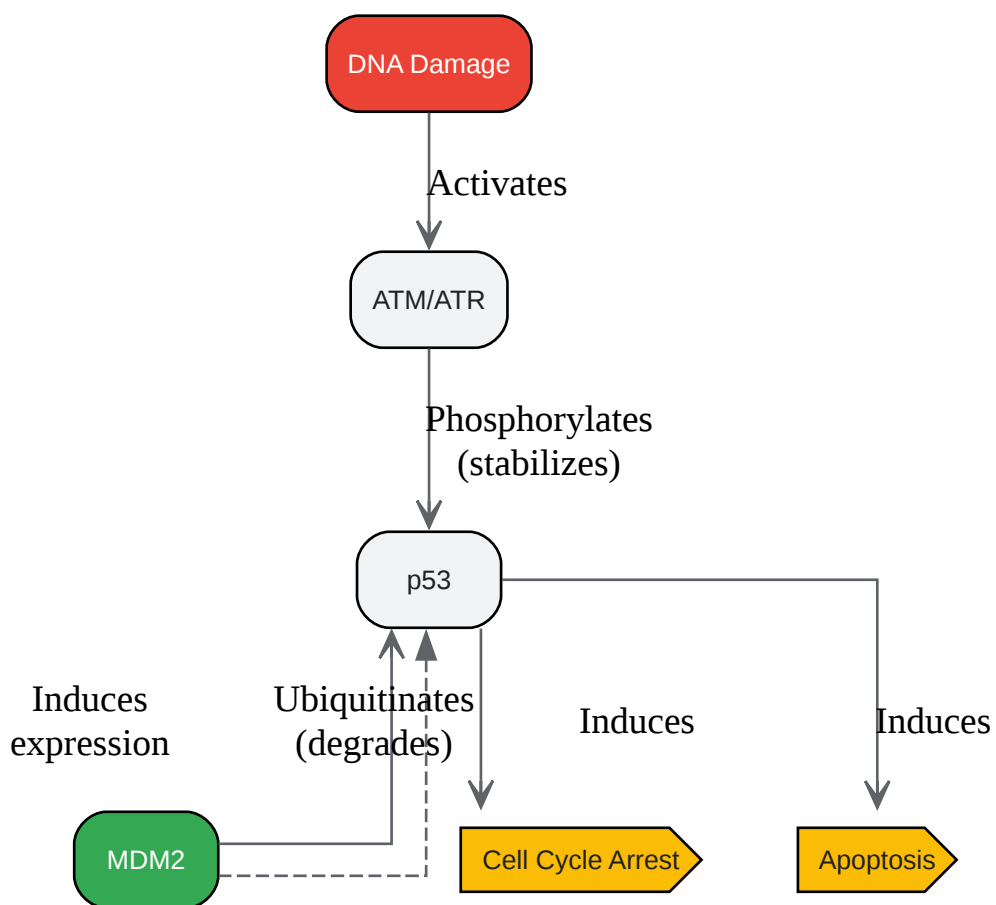 DNA Damage
Activates
ATM/ATR
Phosphorylates
(stabilizes)
p53
Induces
expression
Ubiquitinates
(degrades)
Induces
Induces
MDM2
Cell Cycle Arrest
Apoptosis